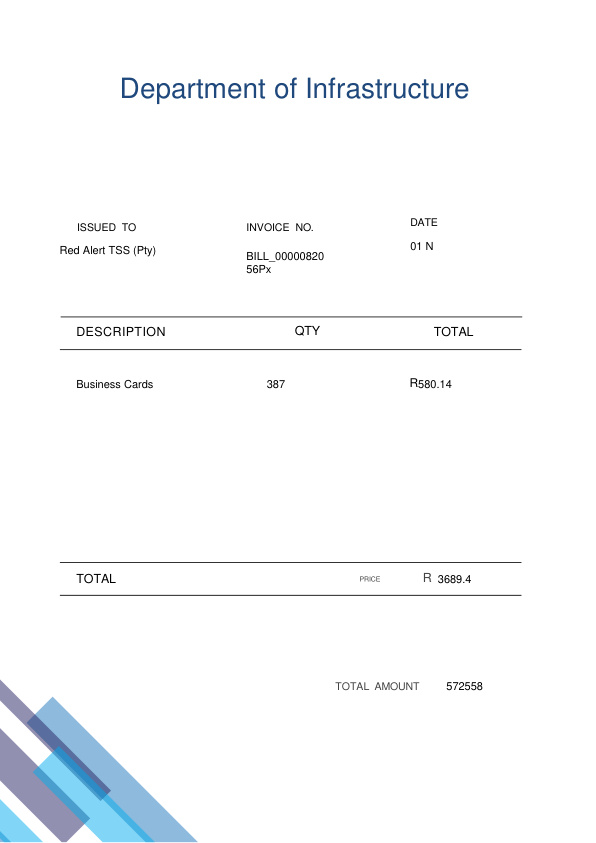 Department of Infrastructure
ISSUED TO
INVOICE NO.
DATE
Red Alert TSS (Pty)
BILL_00000820
56Px
01 N
DESCRIPTION
QTY
TOTAL
Business Cards
387
R580.14
TOTAL
PRICE
R 3689.4
TOTAL AMOUNT
572558